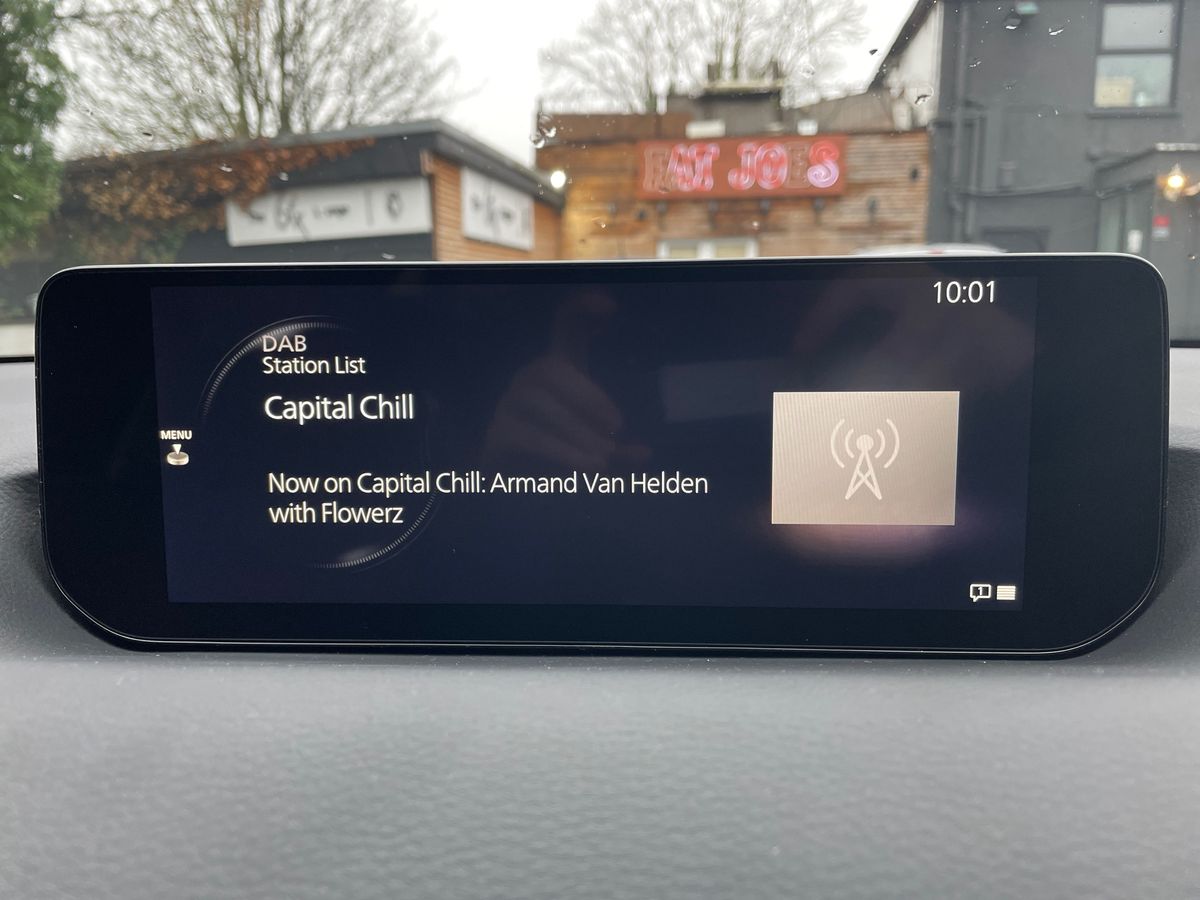 FAT JOES
10:01
DAB
Station List
Capital Chill
MENU
Now on Capital Chill: Armand Van Helden
with Flowerz
1